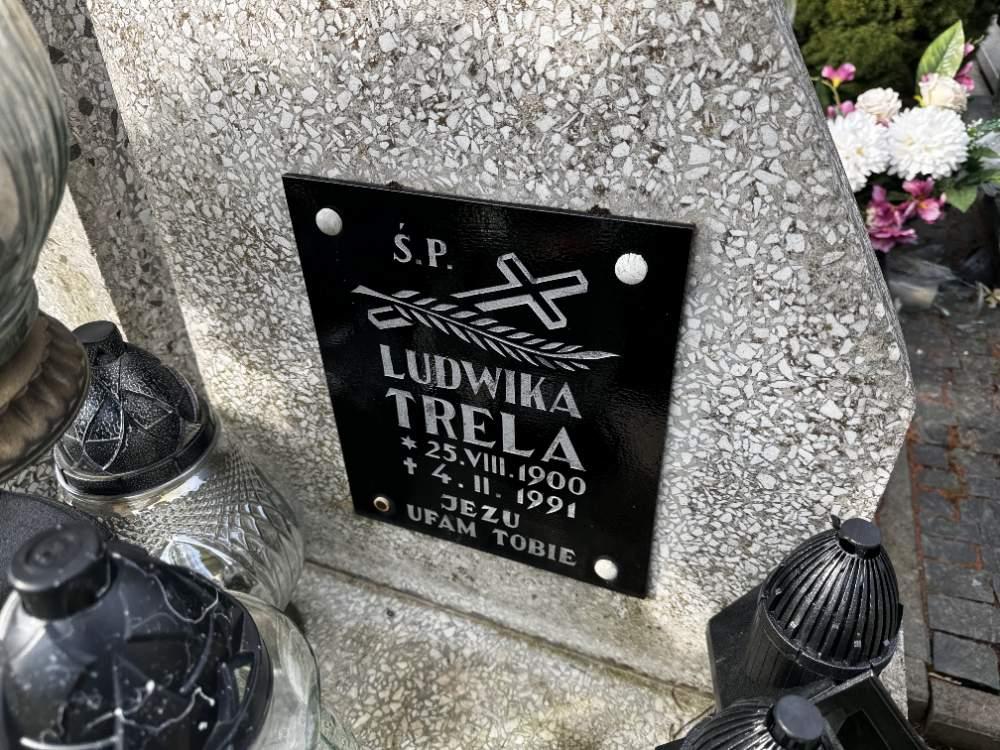 Ś.P.
LUDWIKA
TRELA
* 25.VIII.1900
✝ 4.II.1991
JEZU
UFAM TOBIE